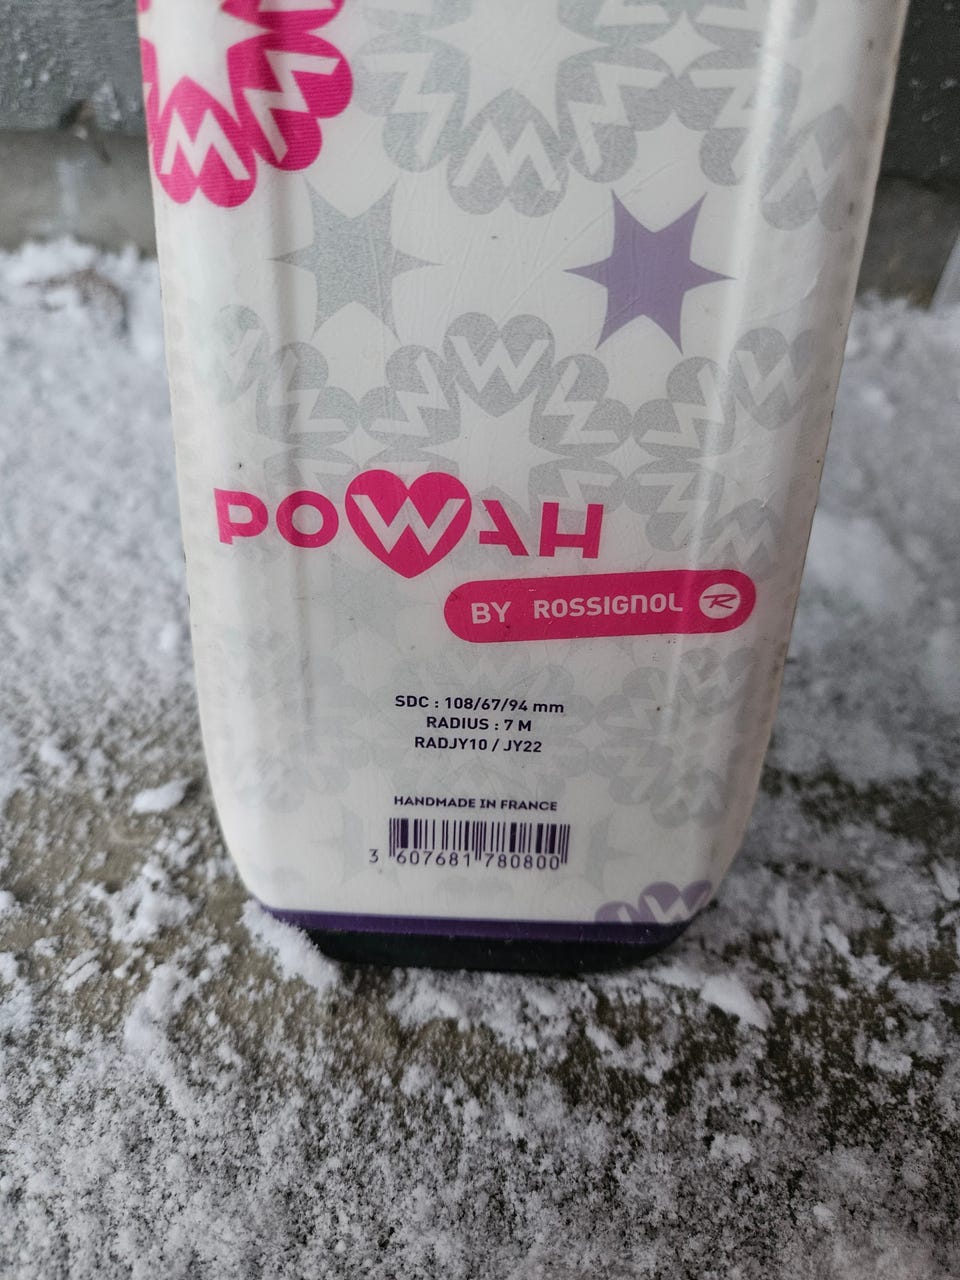 POWAH
BY ROSSIGNOL R
SDC : 108/67/94 mm
RADIUS : 7 M
RADJY10 / JY22
HANDMADE IN FRANCE
3 607681 780800